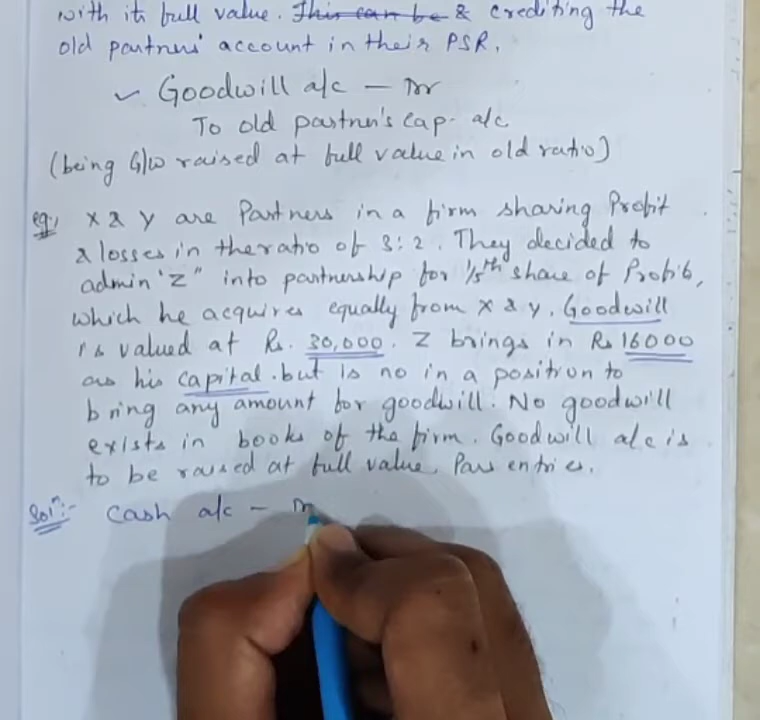 with its full value. This can be & crediting the
old partners' account in their PSR.
✓ Goodwill a/c — Dr
To old partner's cap. a/c
(being G/w raised at full value in old ratio)
eg:, X & Y are Partners in a firm sharing Profit
& losses in the ratio of 3:2. They decided to
admin 'Z" into partnership for 1/5th share of Profits,
which he acquires equally from X & Y. Goodwill
is valued at Rs. 30,000. Z brings in Rs 16000
as his capital. but is no in a position to
bring any amount for goodwill. No goodwill
exists in books of the firm. Goodwill a/c is
to be raised at full value. Pass entries.
Soln:- Cash a/c — Dr